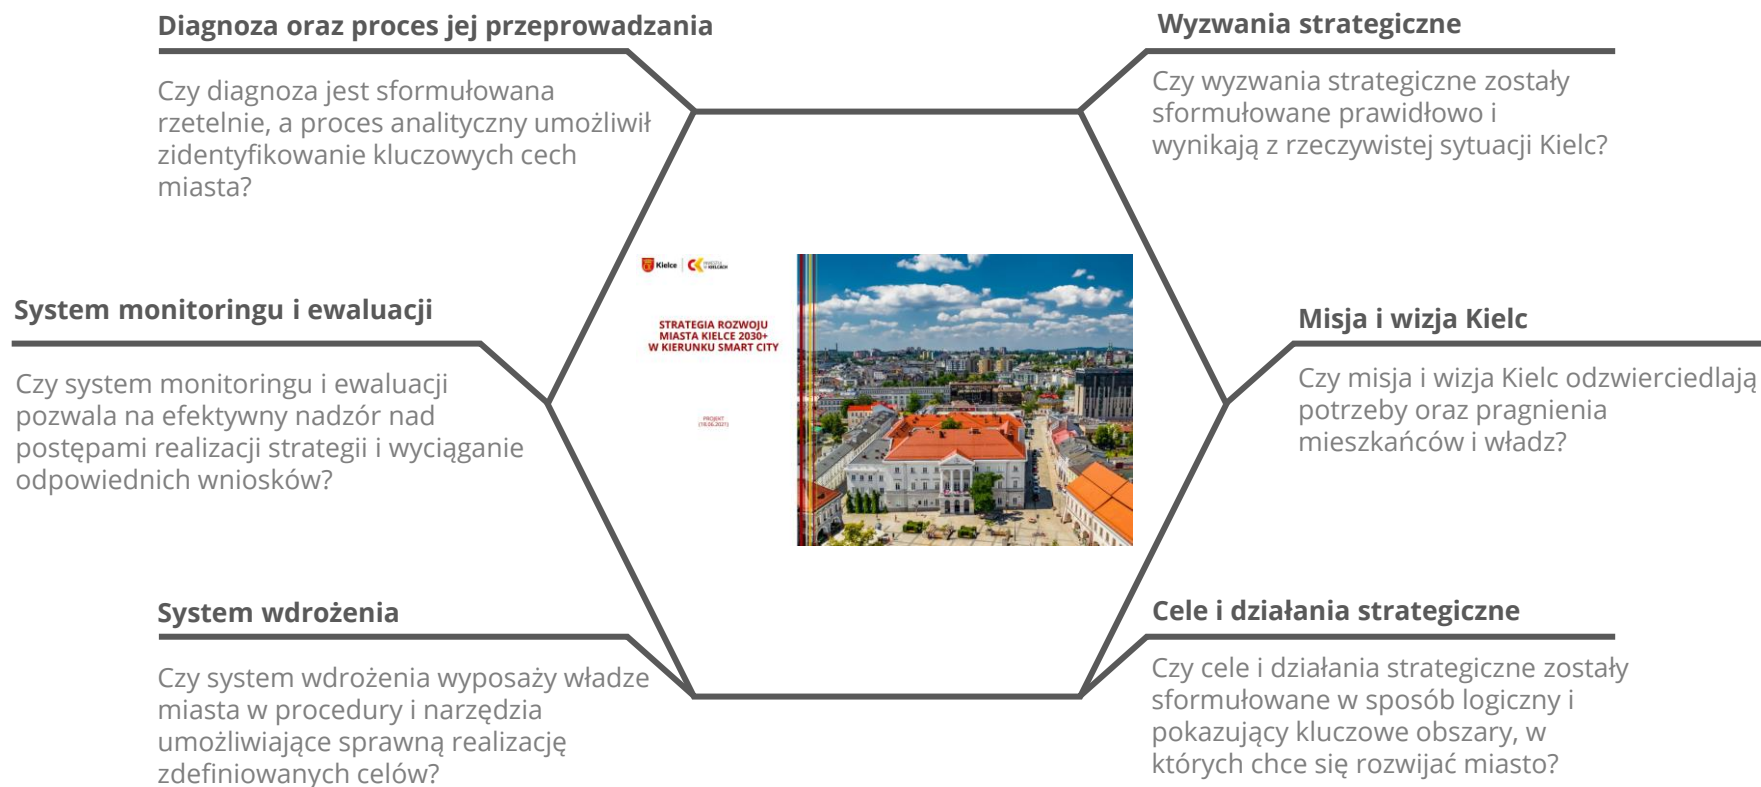 Diagnoza oraz proces jej przeprowadzania
Czy diagnoza jest sformułowana
rzetelnie, a proces analityczny umożliwił
zidentyfikowanie kluczowych cech
miasta?
Wyzwania strategiczne
Czy wyzwania strategiczne zostały
sformułowane prawidłowo i
wynikają z rzeczywistej sytuacji Kielc?
System monitoringu i ewaluacji
Czy system monitoringu i ewaluacji
pozwala na efektywny nadzór nad
postępami realizacji strategii i wyciąganie
odpowiednich wniosków?
Kielce
STRATEGIA ROZWOJU
MIASTA KIELCE 2030+
W KIERUNKU SMART CITY
PROJEKT
(18.06.2021)
Misja i wizja Kielc
Czy misja i wizja Kielc odzwierciedlają
potrzeby oraz pragnienia
mieszkańców i władz?
System wdrożenia
Czy system wdrożenia wyposaży władze
miasta w procedury i narzędzia
umożliwiające sprawną realizację
zdefiniowanych celów?
Cele i działania strategiczne
Czy cele i działania strategiczne zostały
sformułowane w sposób logiczny i
pokazujący kluczowe obszary, w
których chce się rozwijać miasto?